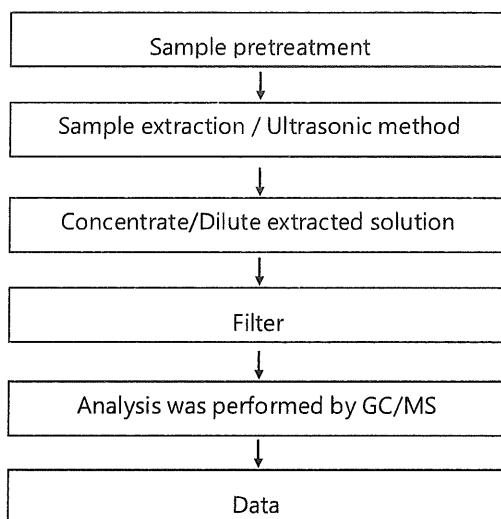 Sample pretreatment
Sample extraction / Ultrasonic method
Concentrate/Dilute extracted solution
Filter
Analysis was performed by GC/MS
Data